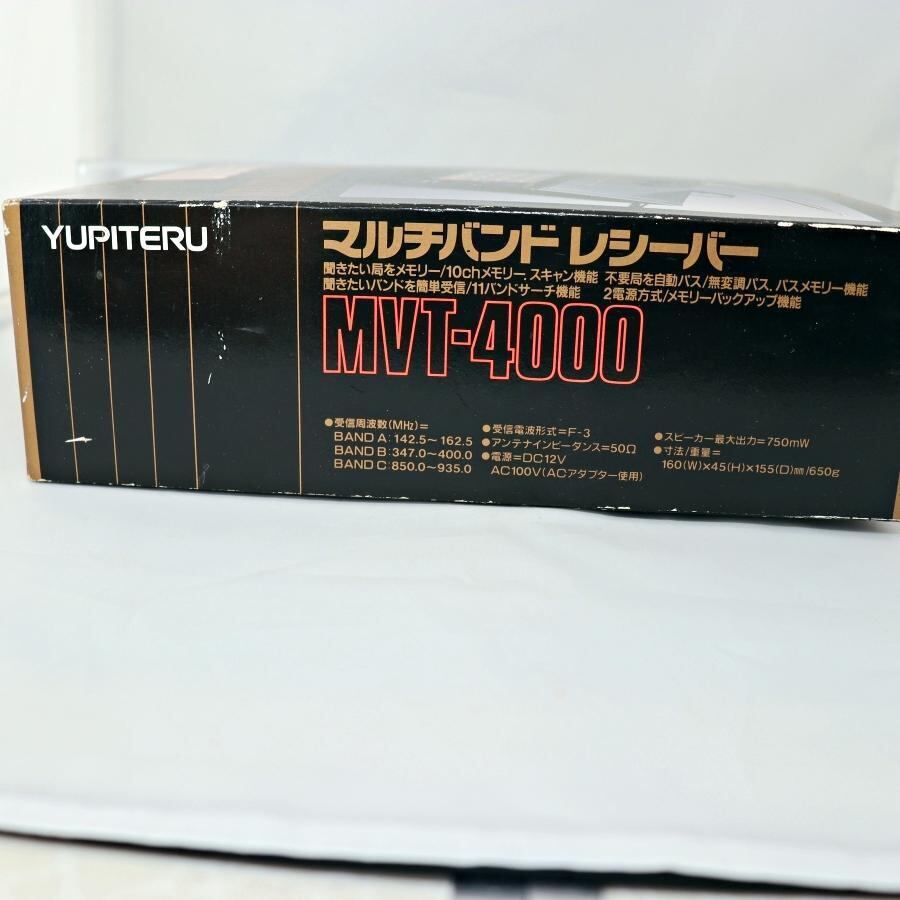 YUPITERU
マルチバンド レシーバー
聞きたい局をメモリー/10chメモリー, スキャン機能 不要局を自動パス/無変調パス, パスメモリー機能
聞きたいバンドを簡単受信/11バンドサーチ機能 2電源方式/メモリーバックアップ機能
MVT-4000
●受信周波数(MHz)=
BAND A: 142.5～162.5
BAND B: 347.0～400.0
BAND C: 850.0～935.0
●受信電波形式=F-3
●アンテナインピーダンス=50Ω
●電源=DC12V
AC100V(ACアダプター使用)
●スピーカー最大出力=750mW
●寸法/重量=
160(W)×45(H)×155(D)㎜/650g